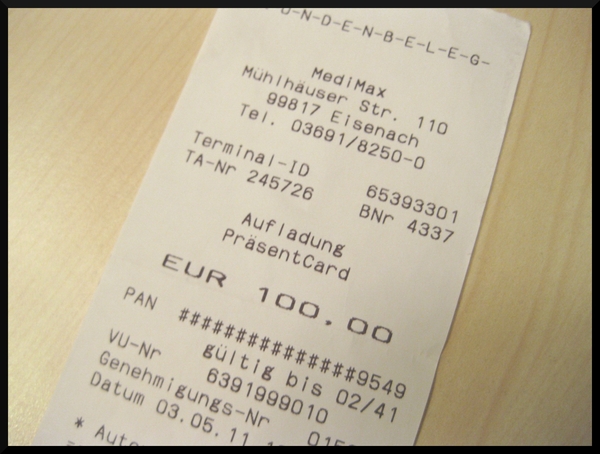 U-N-D-E-N-B-E-L-E-G-
MediMax
Mühlhäuser Str. 110
99817 Eisenach
Tel. 03691/8250-0
Terminal-ID 65393301
TA-Nr 245726 BNr 4337
Aufladung
PräsentCard
EUR 100,00
PAN ###############9549
gültig bis 02/41
VU-Nr 6391999010
Genehmigungs-Nr
Datum 03.05.11